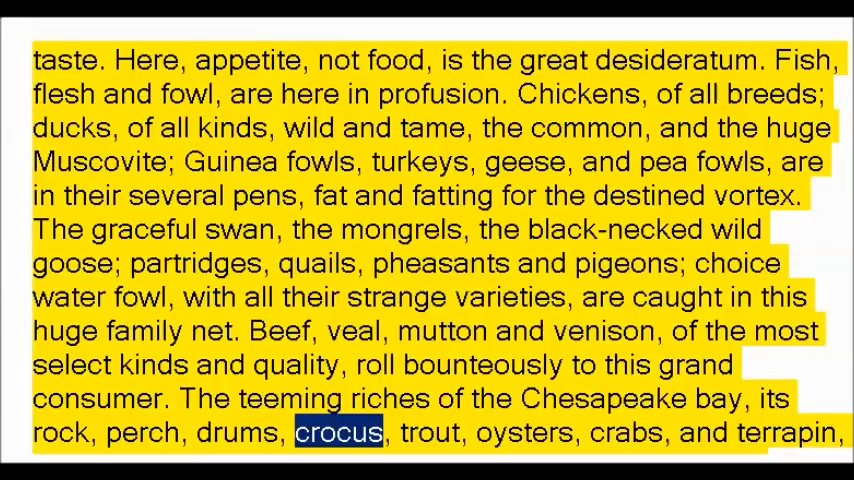 taste. Here, appetite, not food, is the great desideratum. Fish,
flesh and fowl, are here in profusion. Chickens, of all breeds;
ducks, of all kinds, wild and tame, the common, and the huge
Muscovite; Guinea fowls, turkeys, geese, and pea fowls, are
in their several pens, fat and fatting for the destined vortex.
The graceful swan, the mongrels, the black-necked wild
goose; partridges, quails, pheasants and pigeons; choice
water fowl, with all their strange varieties, are caught in this
huge family net. Beef, veal, mutton and venison, of the most
select kinds and quality, roll bounteously to this grand
consumer. The teeming riches of the Chesapeake bay, its
rock, perch, drums, crocus, trout, oysters, crabs, and terrapin,